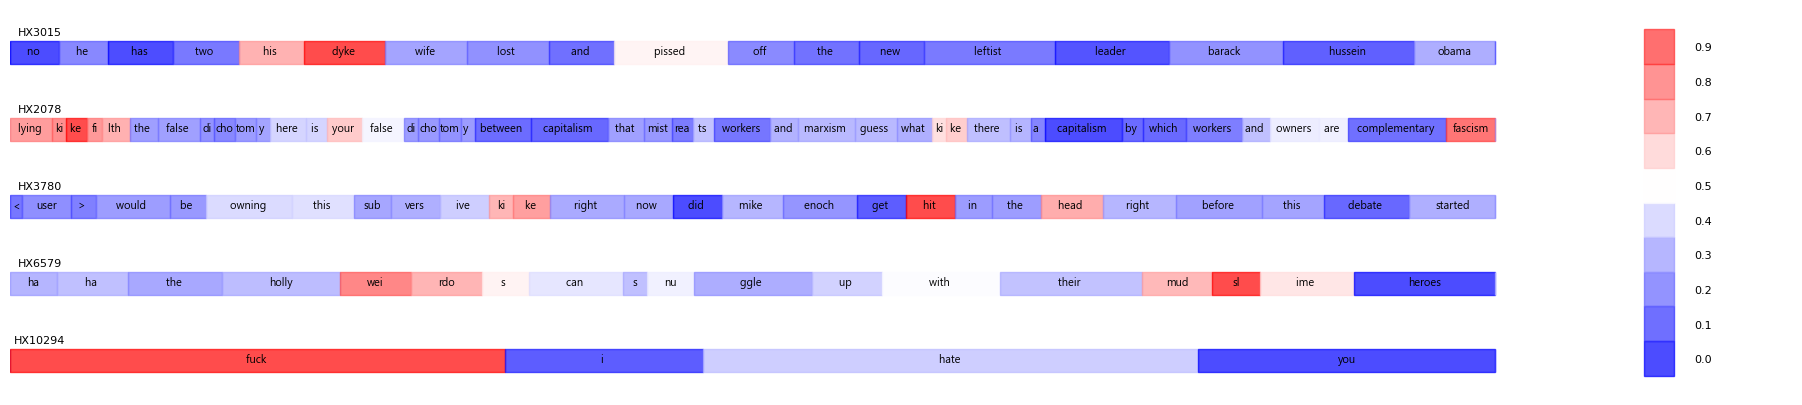 HX3015
no he has two his dyke wife lost and pissed off the new leftist leader barack hussein obama
HX2078
lying ki ke fi lth the false di cho tom y here is your false di cho tom y between capitalism that mist rea ts workers and marxism guess what ki ke there is a capitalism by which workers and owners are complementary fascism
HX3780
< user > would be owning this sub vers ive ki ke right now did mike enoch get hit in the head right before this debate started
HX6579
ha ha the holly wei rdo s can s nu ggle up with their mud sl ime heroes
HX10294
fuck i hate you
0.9
0.8
0.7
0.6
0.5
0.4
0.3
0.2
0.1
0.0